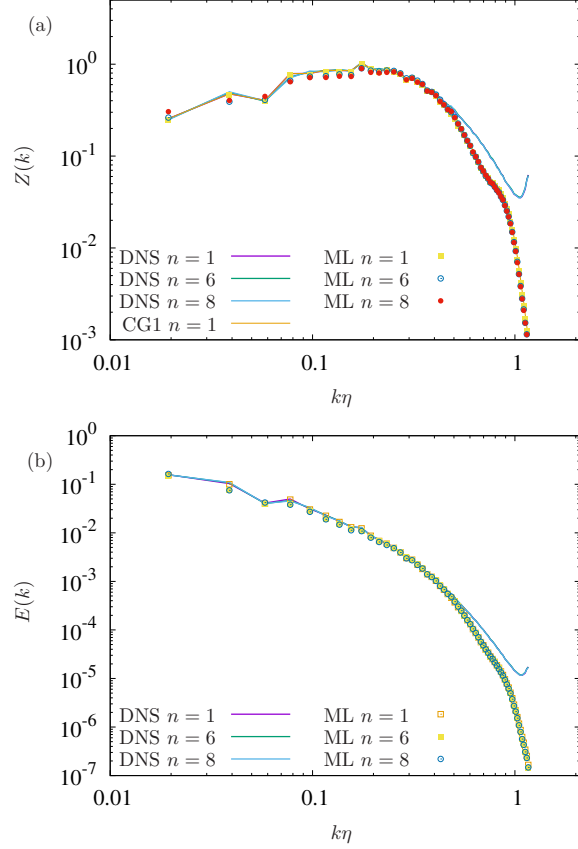 (a)
10^1
10^0
10^-1
10^-2
10^-3
Z(k)
DNS n = 1
ML n = 1
DNS n = 6
ML n = 6
DNS n = 8
ML n = 8
CG1 n = 1
0.01
0.1
1
kη
(b)
10^0
10^-1
10^-2
10^-3
10^-4
10^-5
10^-6
10^-7
E(k)
DNS n = 1
ML n = 1
DNS n = 6
ML n = 6
DNS n = 8
ML n = 8
0.01
0.1
1
kη